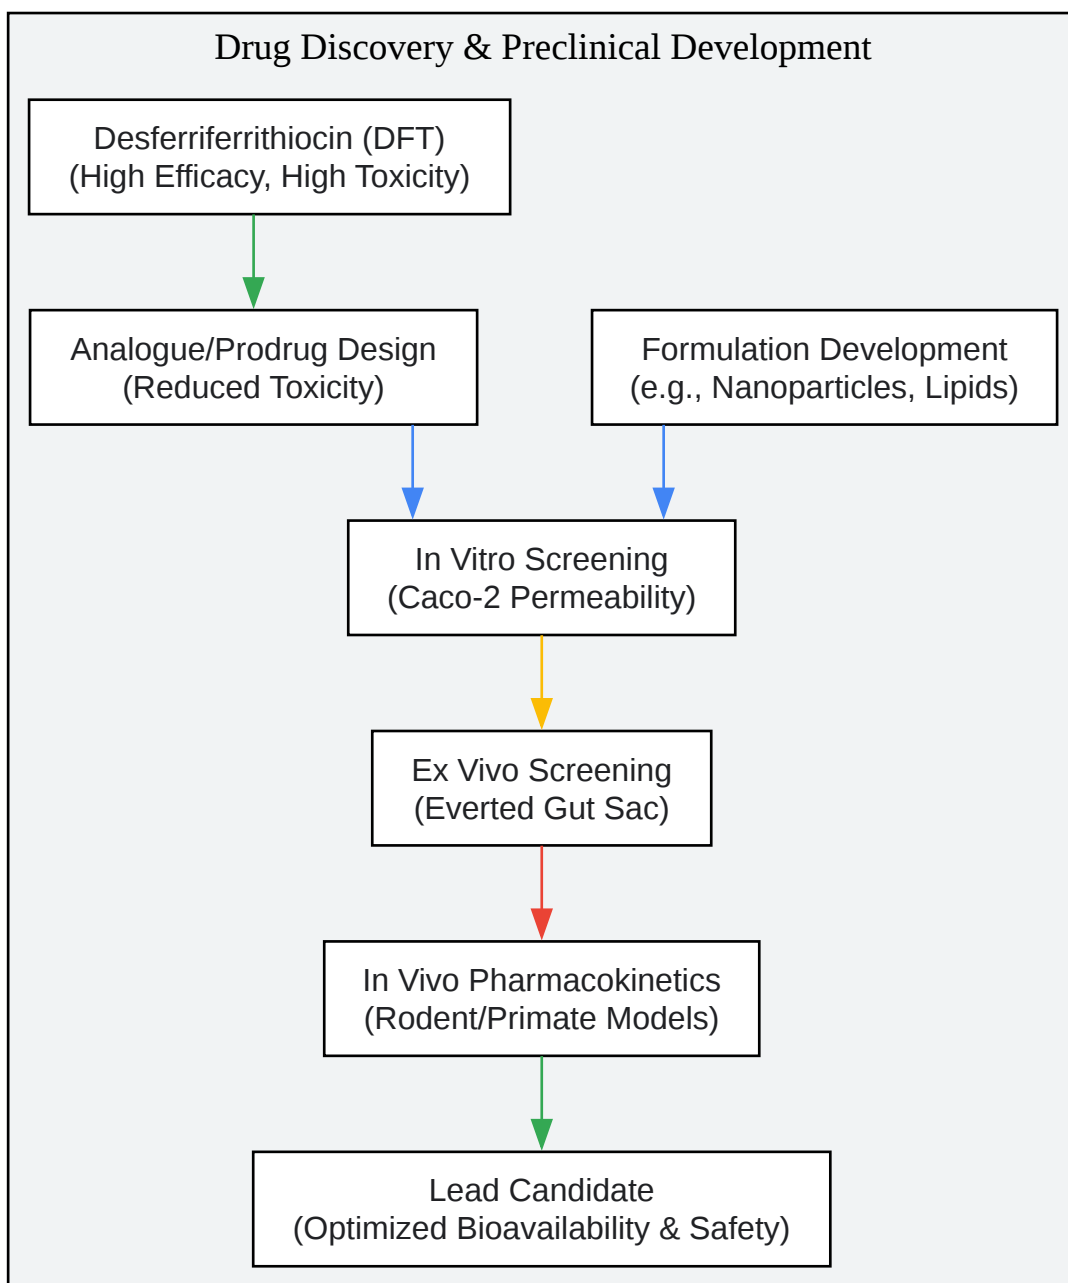 Drug Discovery & Preclinical Development
Desferriferrithiocin (DFT)
(High Efficacy, High Toxicity)
Analogue/Prodrug Design
(Reduced Toxicity)
Formulation Development
(e.g., Nanoparticles, Lipids)
In Vitro Screening
(Caco-2 Permeability)
Ex Vivo Screening
(Everted Gut Sac)
In Vivo Pharmacokinetics
(Rodent/Primate Models)
Lead Candidate
(Optimized Bioavailability & Safety)